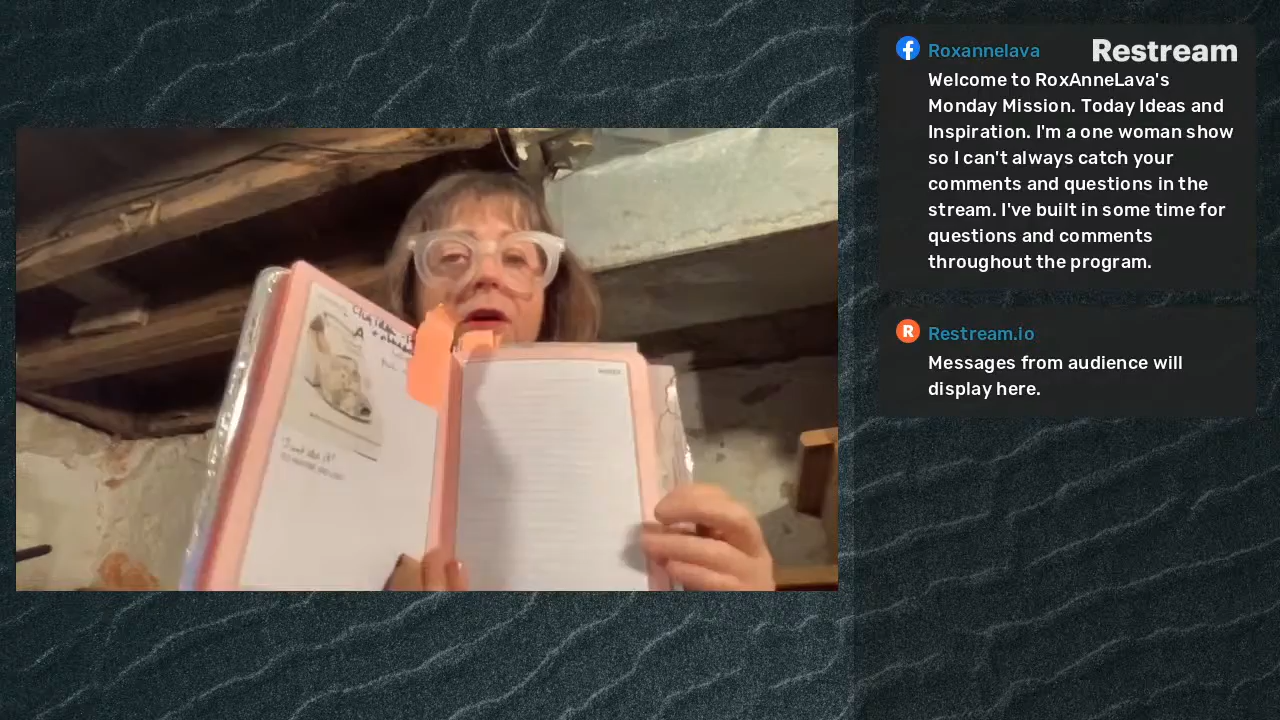 Roxannelava
Restream
Welcome to RoxAnneLava's
Monday Mission. Today Ideas and
Inspiration. I'm a one woman show
so I can't always catch your
comments and questions in the
stream. I've built in some time for
questions and comments
throughout the program.
Restream.io
Messages from audience will
display here.